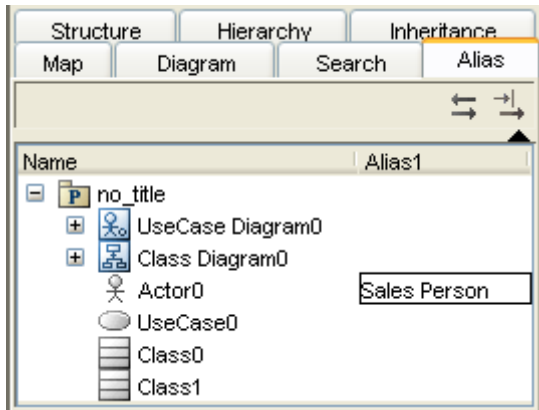 Structure Hierarchy Inheritance
Map Diagram Search Alias
Name Alias1
P no_title
UseCase Diagram0
Class Diagram0
Actor0 Sales Person
UseCase0
Class0
Class1